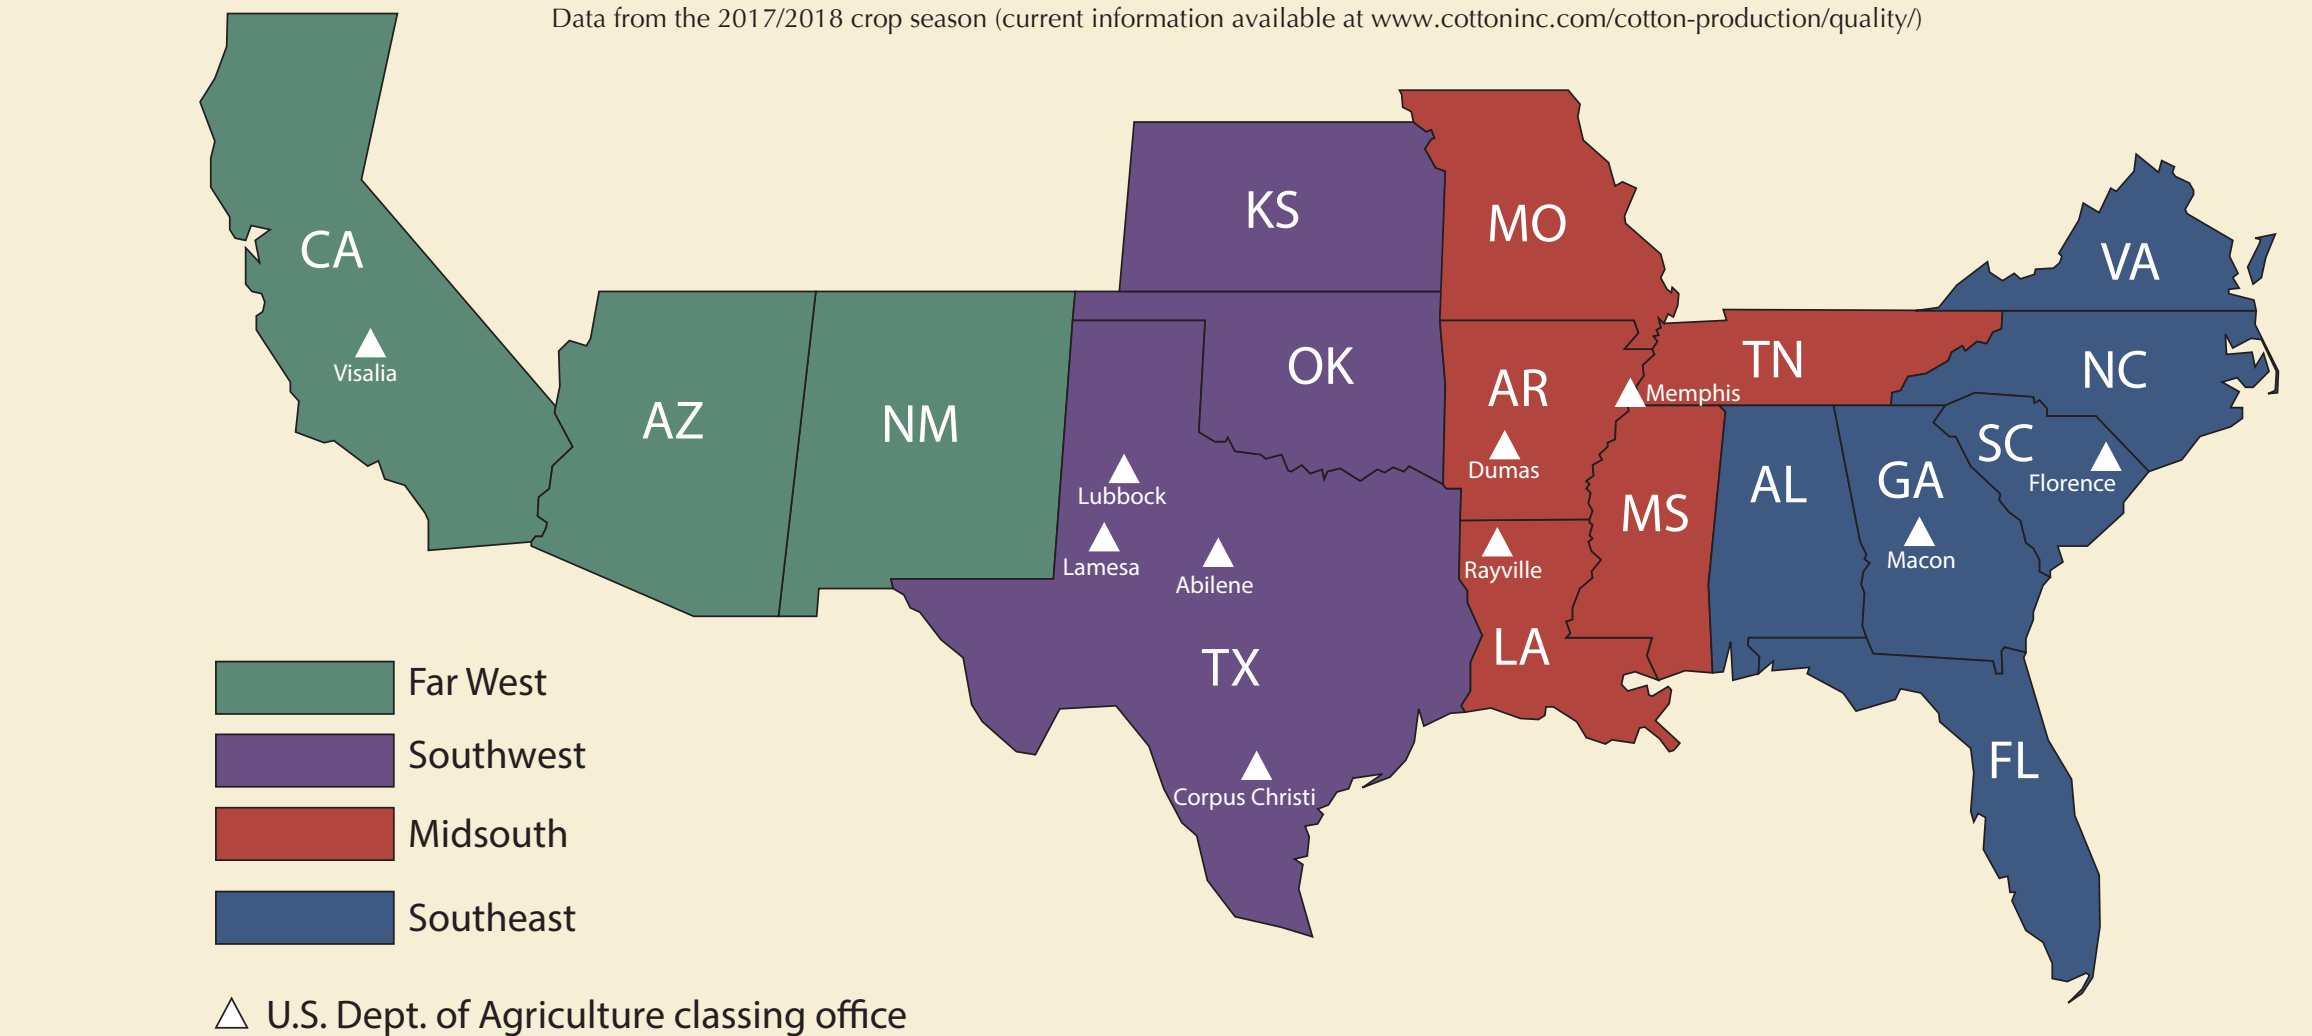 Data from the 2017/2018 crop season (current information available at www.cottoninc.com/cotton-production/quality/)
CA
Visalia
AZ
NM
KS
OK
Lubbock
Lamesa
Abilene
TX
Corpus Christi
MO
AR
Dumas
Rayville
LA
TN
Memphis
MS
AL
GA
Macon
VA
NC
SC
Florence
FL
Far West
Southwest
Midsouth
Southeast
U.S. Dept. of Agriculture classing office